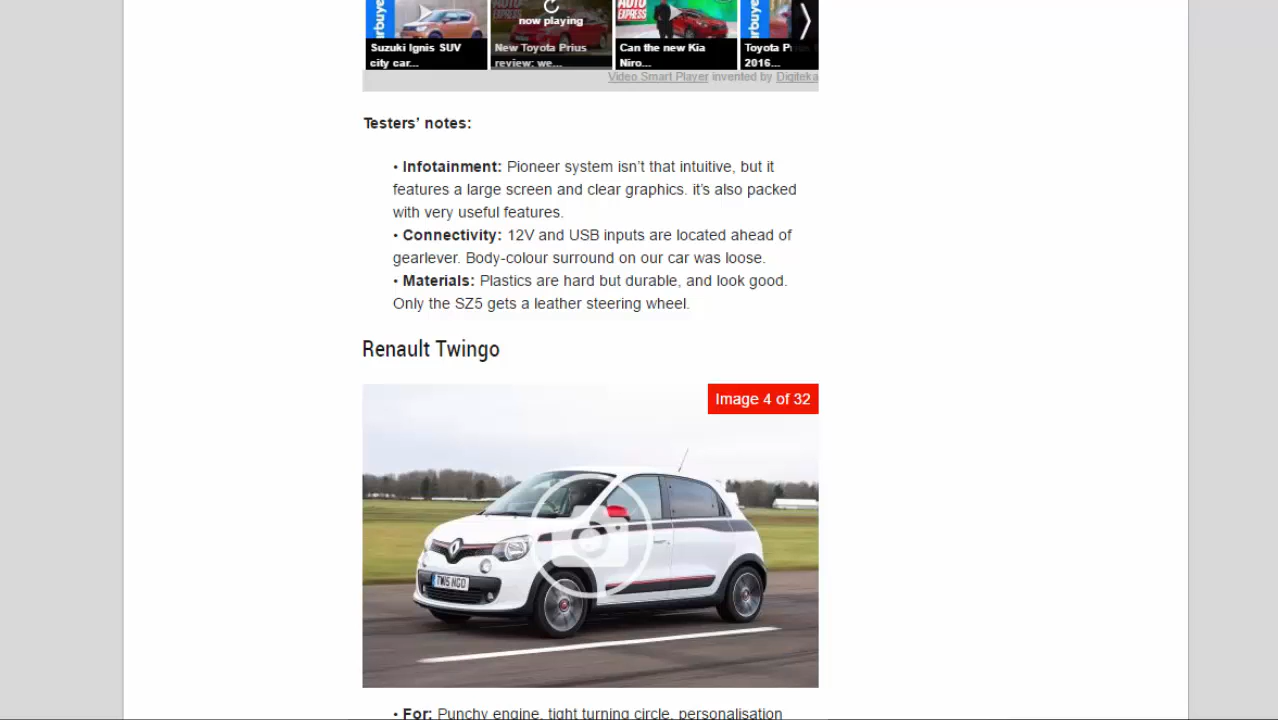 now playing
Suzuki Ignis SUV
city car...
New Toyota Prius
review: we...
Can the new Kia
Niro...
Toyota P
2016...
Video Smart Player invented by Digiteka
Testers’ notes:
• Infotainment: Pioneer system isn’t that intuitive, but it
features a large screen and clear graphics. it’s also packed
with very useful features.
• Connectivity: 12V and USB inputs are located ahead of
gearlever. Body-colour surround on our car was loose.
• Materials: Plastics are hard but durable, and look good.
Only the SZ5 gets a leather steering wheel.
Renault Twingo
Image 4 of 32
TW15 NGO
• For: Punchy engine, tight turning circle, personalisation